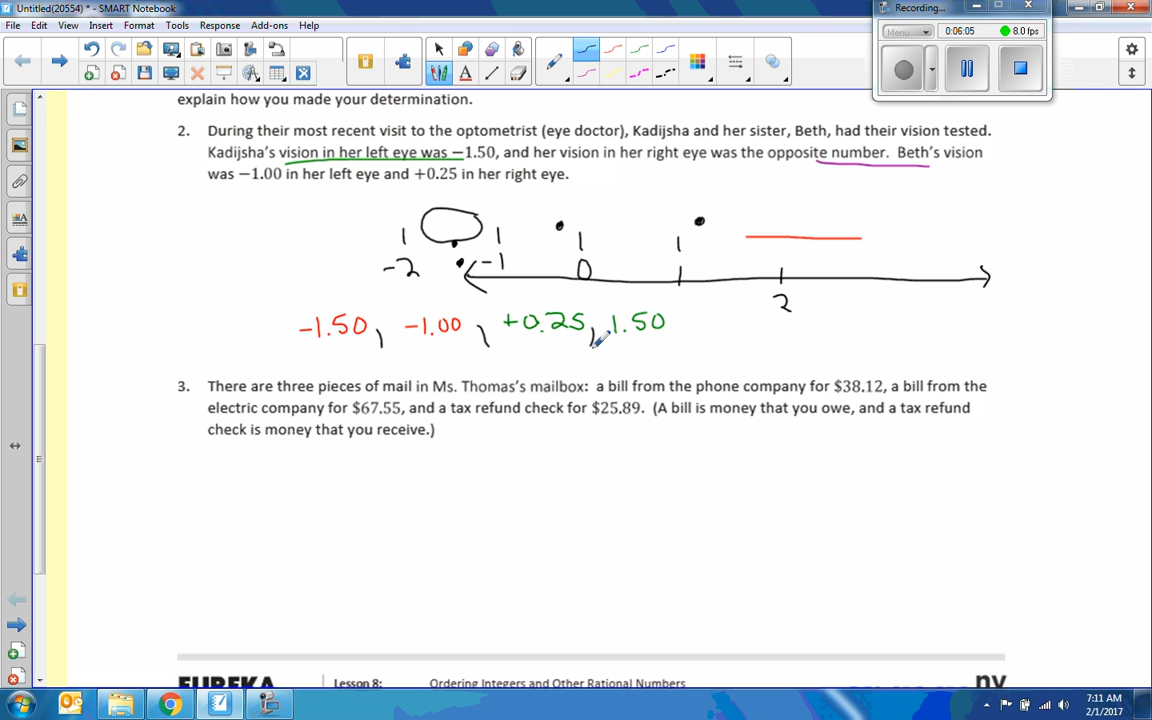 Untitled(20554) * - SMART Notebook
Recording...
File Edit View Insert Format Tools Response Add-ons Help
Menu 0:06:05 8.0 fps
explain how you made your determination.
2. During their most recent visit to the optometrist (eye doctor), Kadijsha and her sister, Beth, had their vision tested.
Kadijsha's vision in her left eye was −1.50, and her vision in her right eye was the opposite number. Beth's vision
was −1.00 in her left eye and +0.25 in her right eye.
-2 -1 0 1 2
-1.50, -1.00, +0.25, 1.50
3. There are three pieces of mail in Ms. Thomas's mailbox: a bill from the phone company for $38.12, a bill from the
electric company for $67.55, and a tax refund check for $25.89. (A bill is money that you owe, and a tax refund
check is money that you receive.)
EUREKA Lesson 8: Ordering Integers and Other Rational Numbers ny
7:11 AM
2/1/2017